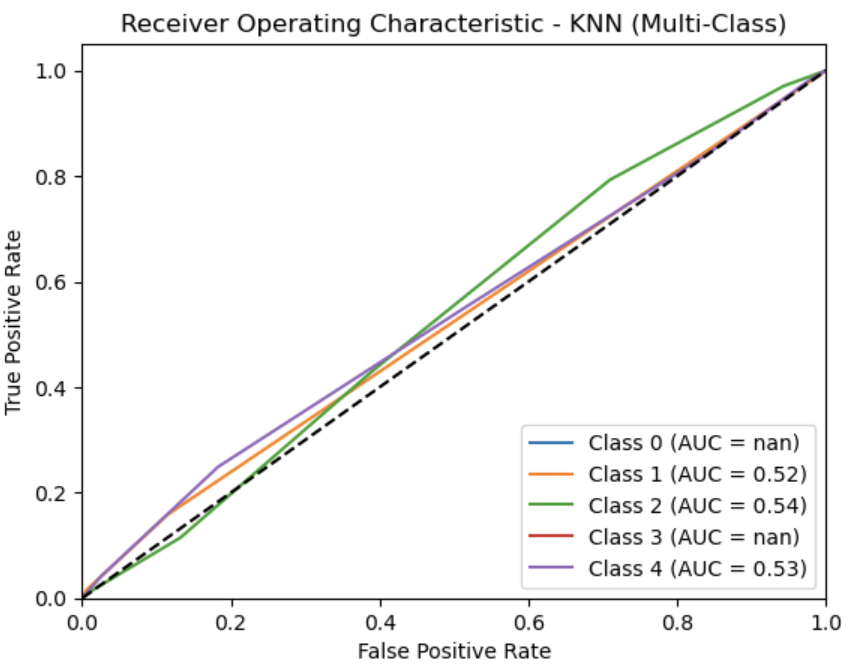 Receiver Operating Characteristic - KNN (Multi-Class)
1.0
0.8
0.6
0.4
0.2
0.0
True Positive Rate
Class 0 (AUC = nan)
Class 1 (AUC = 0.52)
Class 2 (AUC = 0.54)
Class 3 (AUC = nan)
Class 4 (AUC = 0.53)
0.0 0.2 0.4 0.6 0.8 1.0
False Positive Rate